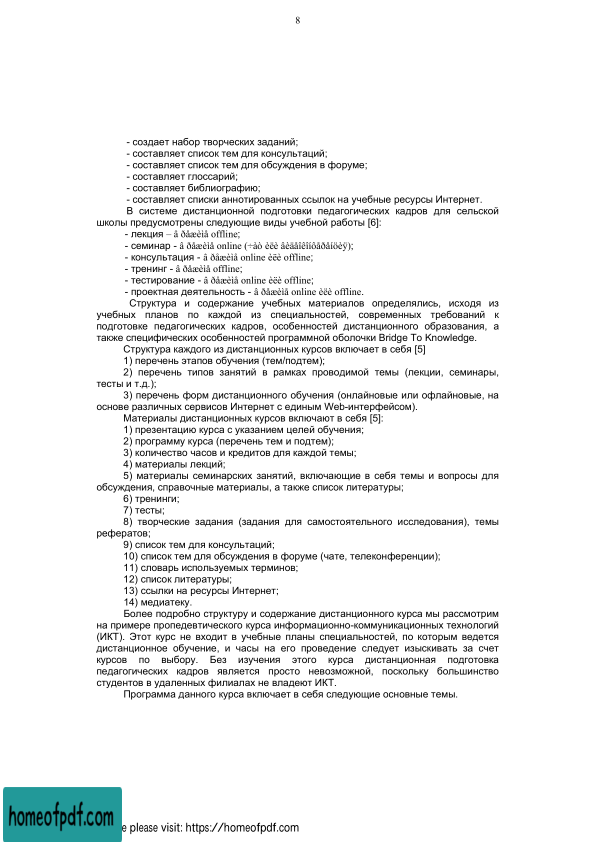 8
- создает набор творческих заданий;
- составляет список тем для консультаций;
- составляет список тем для обсуждения в форуме;
- составляет глоссарий;
- составляет библиографию;
- составляет списки аннотированных ссылок на учебные ресурсы Интернет.
В системе дистанционной подготовки педагогических кадров для сельской
школы предусмотрены следующие виды учебной работы [6]:
- лекция – â ðåæèìå offline;
- семинар - â ðåæèìå online (÷àò èëè âèäåîêîíôåðåíöèÿ);
- консультация - â ðåæèìå online èëè offline;
- тренинг - â ðåæèìå offline;
- тестирование - â ðåæèìå online èëè offline;
- проектная деятельность - â ðåæèìå online èëè offline.
Структура и содержание учебных материалов определялись, исходя из
учебных планов по каждой из специальностей, современных требований к
подготовке педагогических кадров, особенностей дистанционного образования, а
также специфических особенностей программной оболочки Bridge To Knowledge.
Структура каждого из дистанционных курсов включает в себя [5]
1) перечень этапов обучения (тем/подтем);
2) перечень типов занятий в рамках проводимой темы (лекции, семинары,
тесты и т.д.);
3) перечень форм дистанционного обучения (онлайновые или офлайновые, на
основе различных сервисов Интернет с единым Web-интерфейсом).
Материалы дистанционных курсов включают в себя [5]:
1) презентацию курса с указанием целей обучения;
2) программу курса (перечень тем и подтем);
3) количество часов и кредитов для каждой темы;
4) материалы лекций;
5) материалы семинарских занятий, включающие в себя темы и вопросы для
обсуждения, справочные материалы, а также список литературы;
6) тренинги;
7) тесты;
8) творческие задания (задания для самостоятельного исследования), темы
рефератов;
9) список тем для консультаций;
10) список тем для обсуждения в форуме (чате, телеконференции);
11) словарь используемых терминов;
12) список литературы;
13) ссылки на ресурсы Интернет;
14) медиатеку.
Более подробно структуру и содержание дистанционного курса мы рассмотрим
на примере пропедевтического курса информационно-коммуникационных технологий
(ИКТ). Этот курс не входит в учебные планы специальностей, по которым ведется
дистанционное обучение, и часы на его проведение следует изыскивать за счет
курсов по выбору. Без изучения этого курса дистанционная подготовка
педагогических кадров является просто невозможной, поскольку большинство
студентов в удаленных филиалах не владеют ИКТ.
Программа данного курса включает в себя следующие основные темы.
homeofpdf.com
e please visit: https://homeofpdf.com